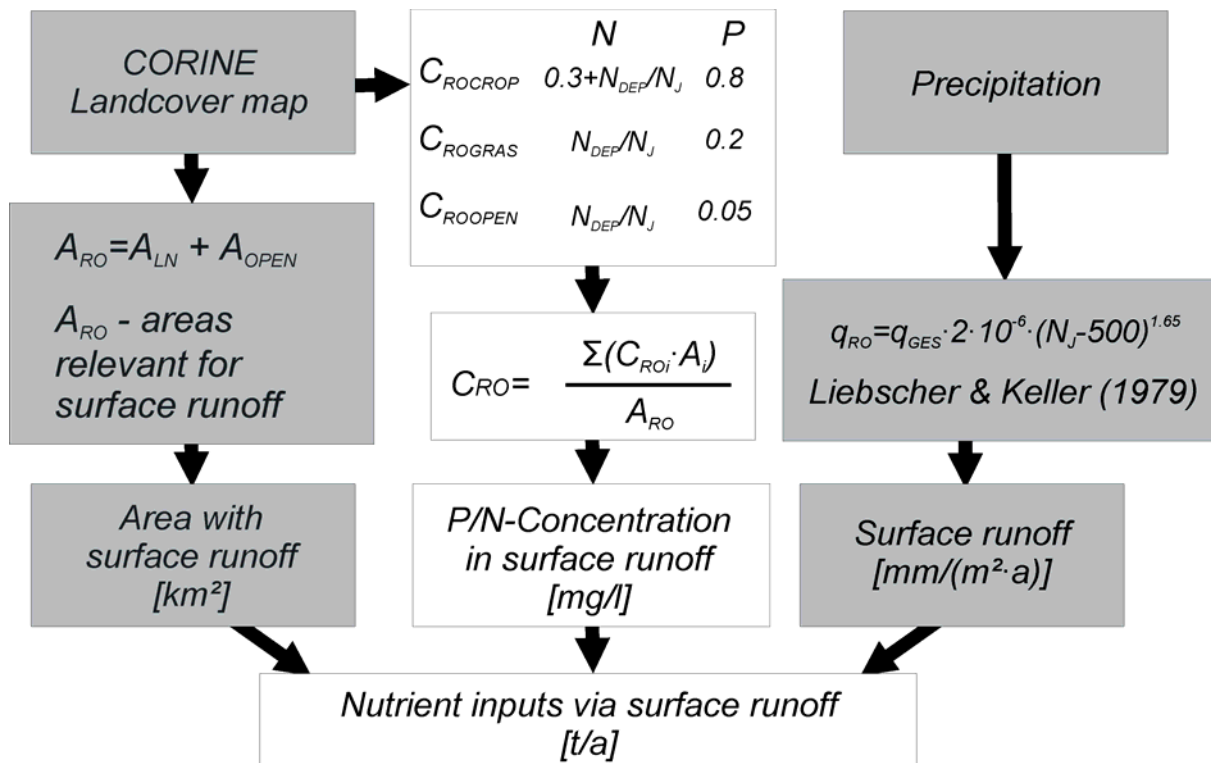 CORINE
Landcover map
N P
C_ROCROP 0.3+N_DEP/N_J 0.8
C_ROGRAS N_DEP/N_J 0.2
C_ROOPEN N_DEP/N_J 0.05
Precipitation
A_RO=A_LN + A_OPEN
A_RO - areas
relevant for
surface runoff
C_RO= Σ(C_ROi·A_i)
A_RO
q_RO=q_GES·2·10^-6·(N_J-500)^1.65
Liebscher & Keller (1979)
Area with
surface runoff
[km²]
P/N-Concentration
in surface runoff
[mg/l]
Surface runoff
[mm/(m²·a)]
Nutrient inputs via surface runoff
[t/a]